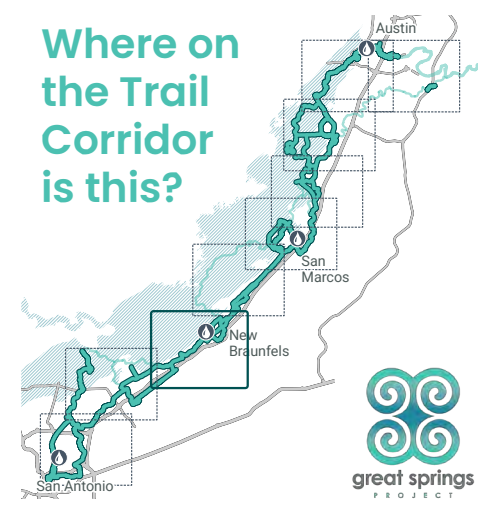 Where on
the Trail
Corridor
is this?
Austin
San
Marcos
New
Braunfels
San Antonio
great springs
PROJECT